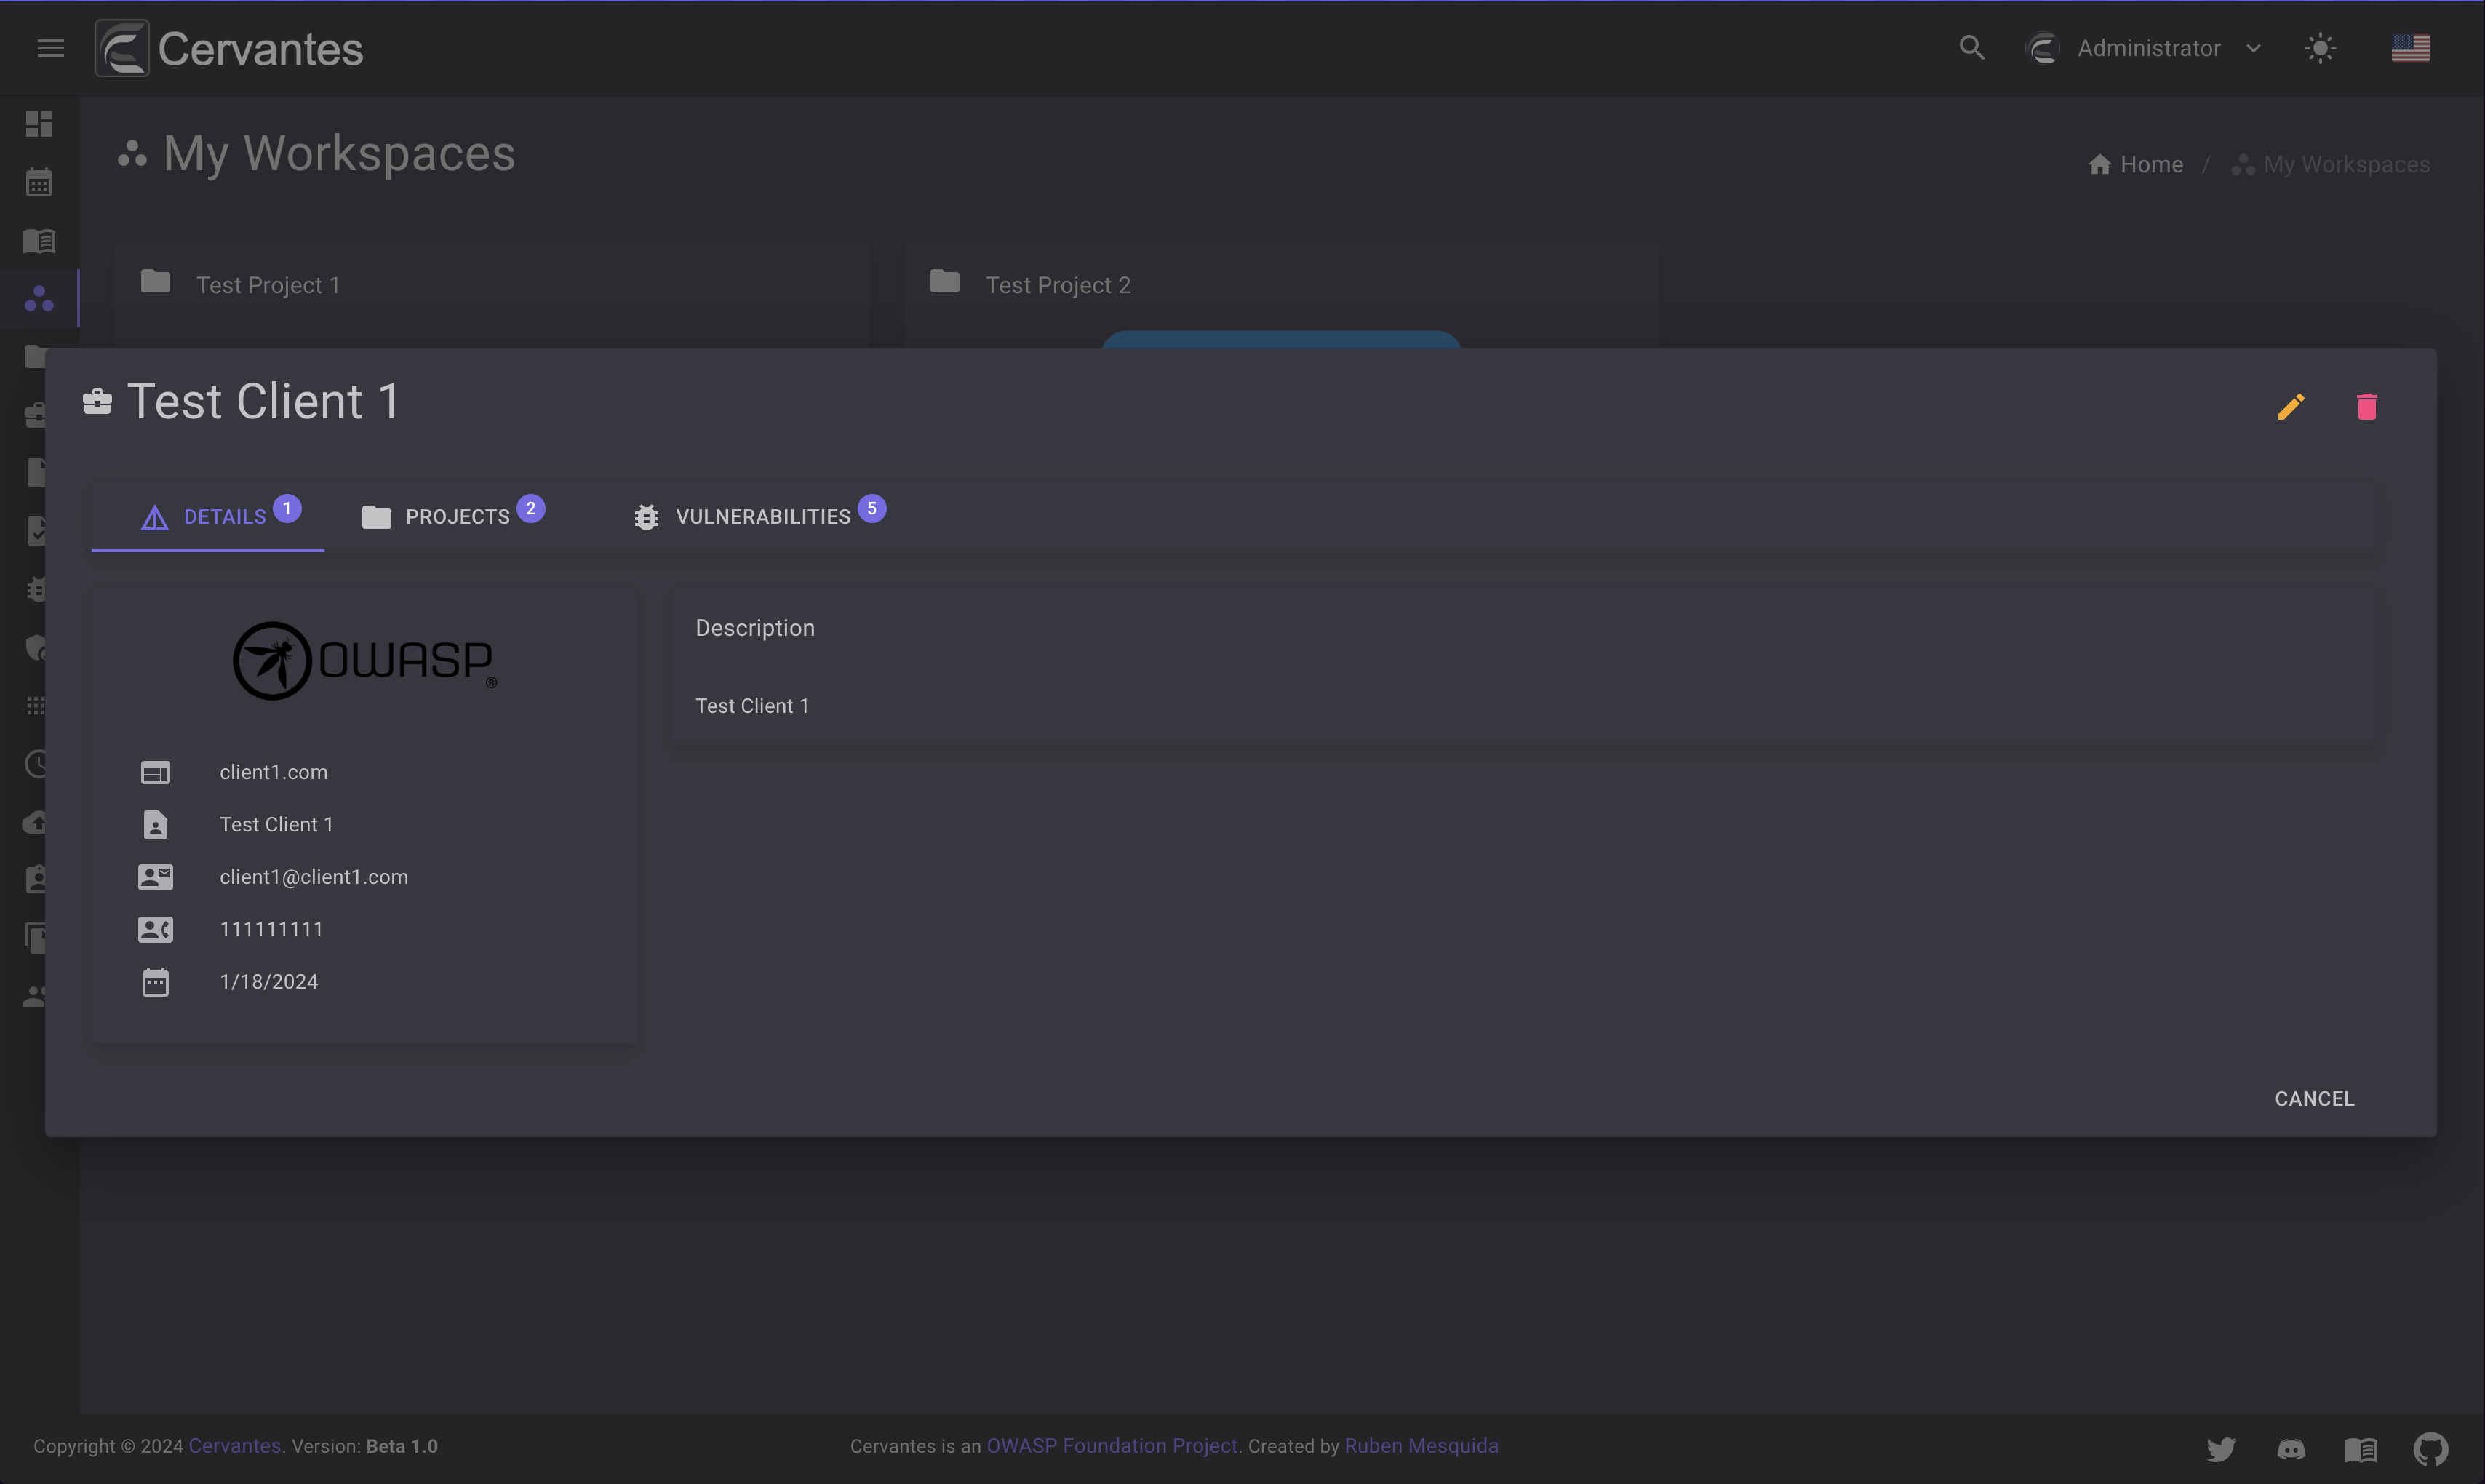 Cervantes
Administrator
My Workspaces
Home / My Workspaces
Test Project 1
Test Project 2
Test Client 1
DETAILS 1
PROJECTS 2
VULNERABILITIES 5
OWASP®
Description
Test Client 1
client1.com
Test Client 1
client1@client1.com
111111111
1/18/2024
CANCEL
Copyright © 2024 Cervantes. Version: Beta 1.0
Cervantes is an OWASP Foundation Project. Created by Ruben Mesquida